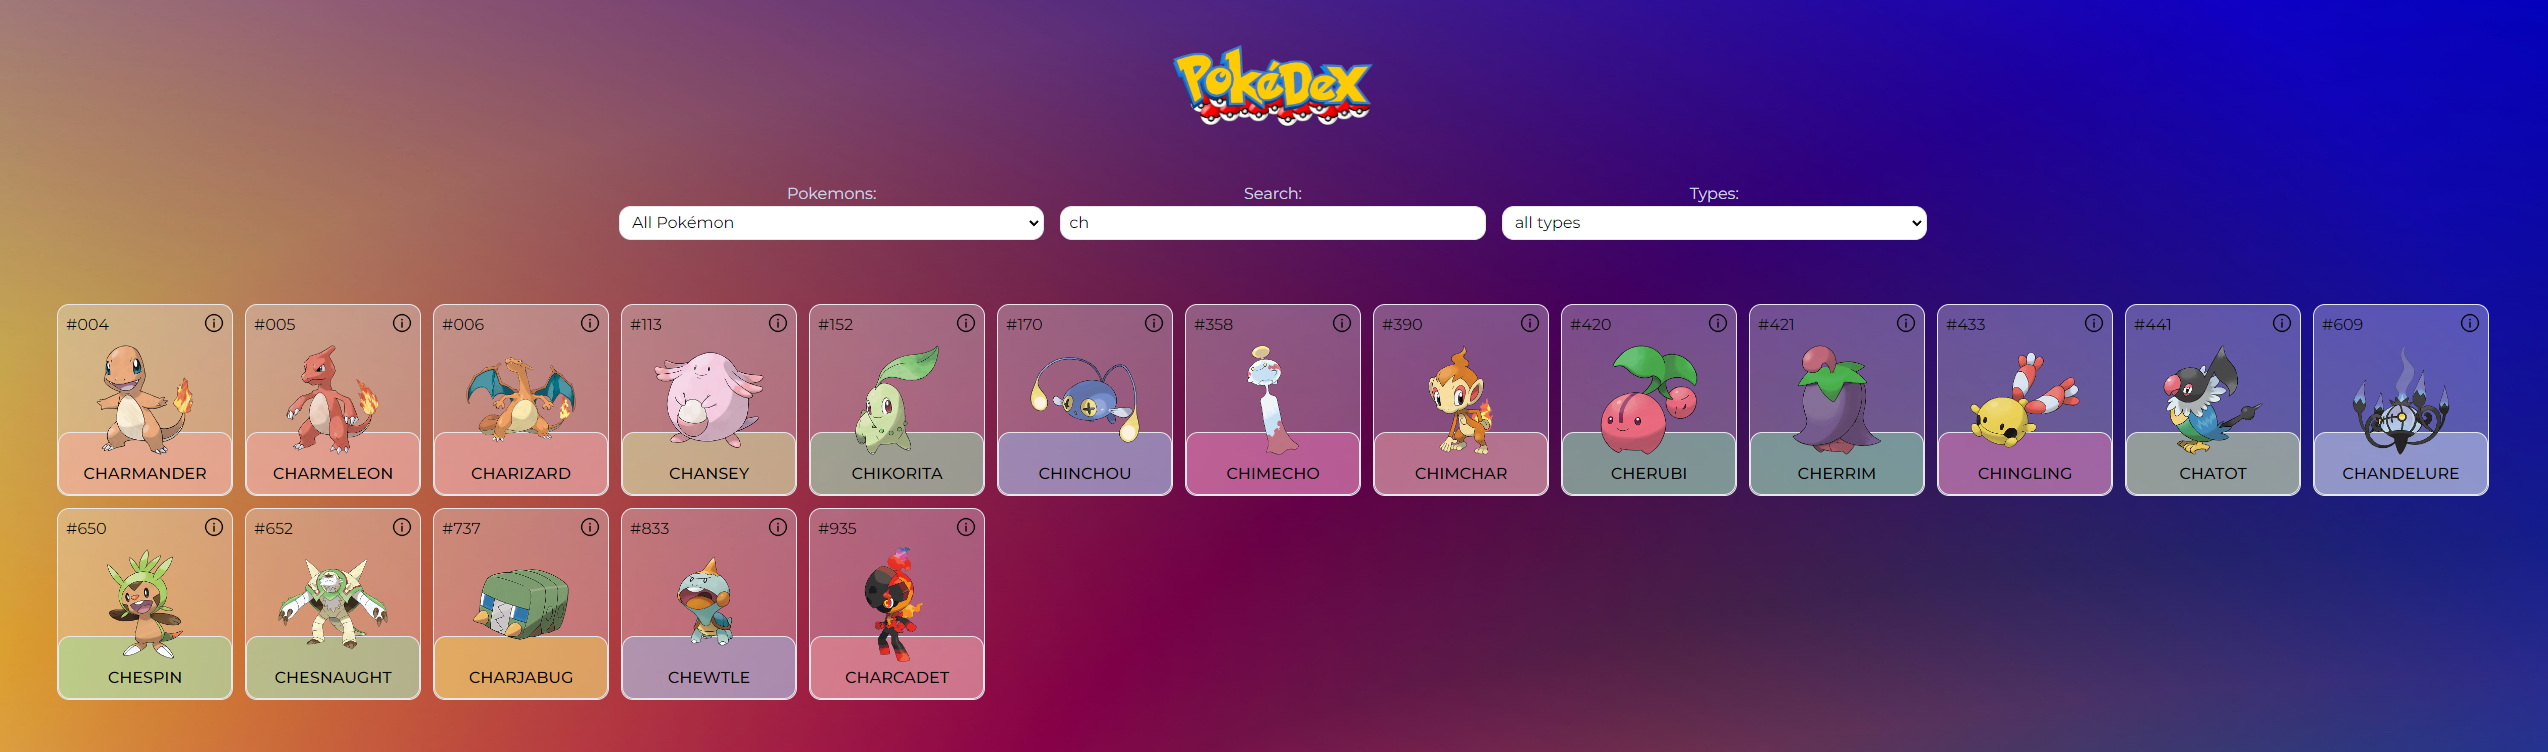 PokéDex
Pokemons:
Search:
Types:
All Pokémon
ch
all types
#004
#005
#006
#113
#152
#170
#358
#390
#420
#421
#433
#441
#609
CHARMANDER
CHARMELEON
CHARIZARD
CHANSEY
CHIKORITA
CHINCHOU
CHIMECHO
CHIMCHAR
CHERUBI
CHERRIM
CHINGLING
CHATOT
CHANDELURE
#650
#652
#737
#833
#935
CHESPIN
CHESNAUGHT
CHARJABUG
CHEWTLE
CHARCADET